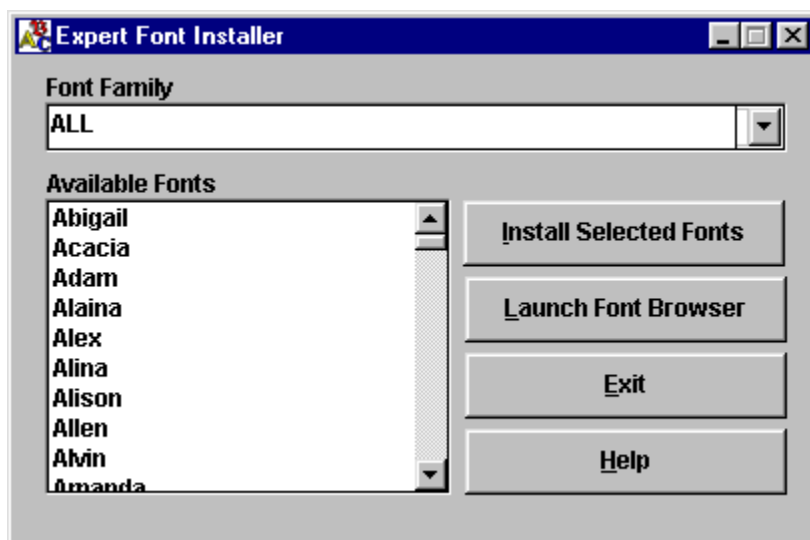 Expert Font Installer
Font Family
ALL
Available Fonts
Abigail
Acacia
Adam
Alaina
Alex
Alina
Alison
Allen
Alvin
Amanda
Install Selected Fonts
Launch Font Browser
Exit
Help